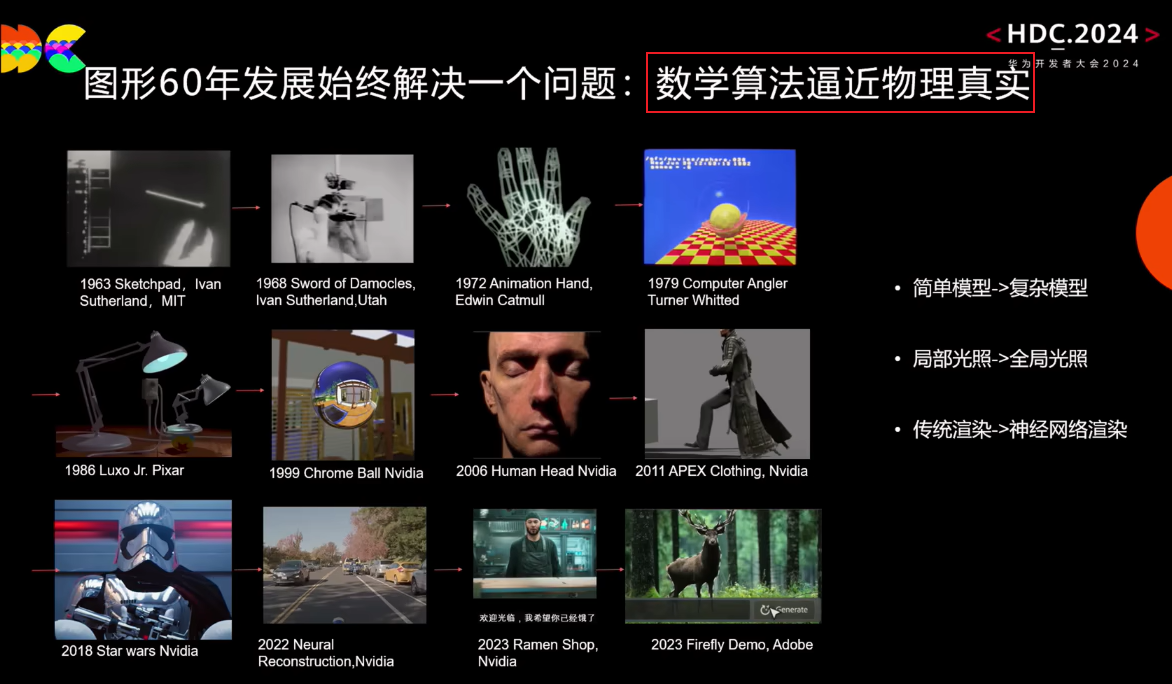 < HDC.2024 >
华为开发者大会2024
图形60年发展始终解决一个问题：数学算法逼近物理真实
1963 Sketchpad，Ivan
Sutherland，MIT
1968 Sword of Damocles,
Ivan Sutherland,Utah
1972 Animation Hand,
Edwin Catmull
1979 Computer Angler
Turner Whitted
1986 Luxo Jr. Pixar
1999 Chrome Ball Nvidia
2006 Human Head Nvidia
2011 APEX Clothing, Nvidia
2018 Star wars Nvidia
2022 Neural
Reconstruction,Nvidia
欢迎光临，我希望你已经饿了
2023 Ramen Shop,
Nvidia
Generate
2023 Firefly Demo, Adobe
• 简单模型->复杂模型
• 局部光照->全局光照
• 传统渲染->神经网络渲染